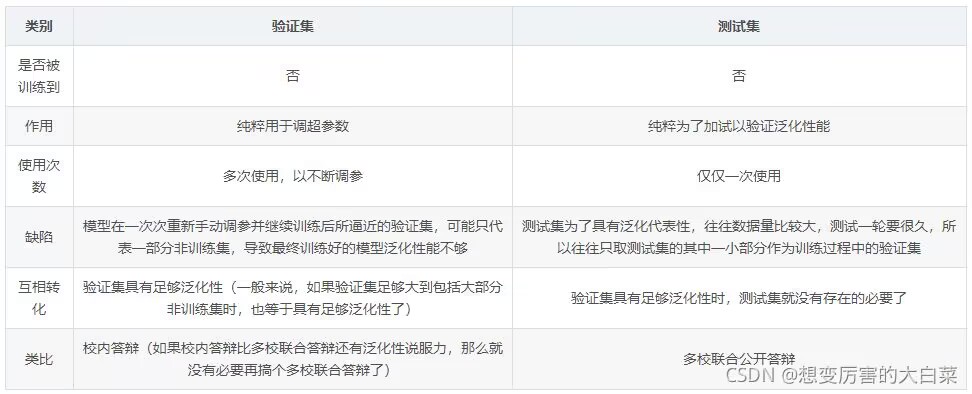 类别 验证集 测试集
是否被
训练到
否 否
作用 纯粹用于调超参数 纯粹为了加试以验证泛化性能
使用次
数
多次使用，以不断调参 仅仅一次使用
缺陷
模型在一次次重新手动调参并继续训练后所逼近的验证集，可能只代
表一部分非训练集，导致最终训练好的模型泛化性能不够
测试集为了具有泛化代表性，往往数据量比较大，测试一轮要很久，所
以往往只取测试集的其中一小部分作为训练过程中的验证集
互相转
化
验证集具有足够泛化性（一般来说，如果验证集足够大到包括大部分
非训练集时，也等于具有足够泛化性了）
验证集具有足够泛化性时，测试集就没有存在的必要了
类比
校内答辩（如果校内答辩比多校联合答辩还有泛化性说服力，那么就
没有必要再搞个多校联合答辩了）
多校联合公开答辩
CSDN @想变厉害的大白菜